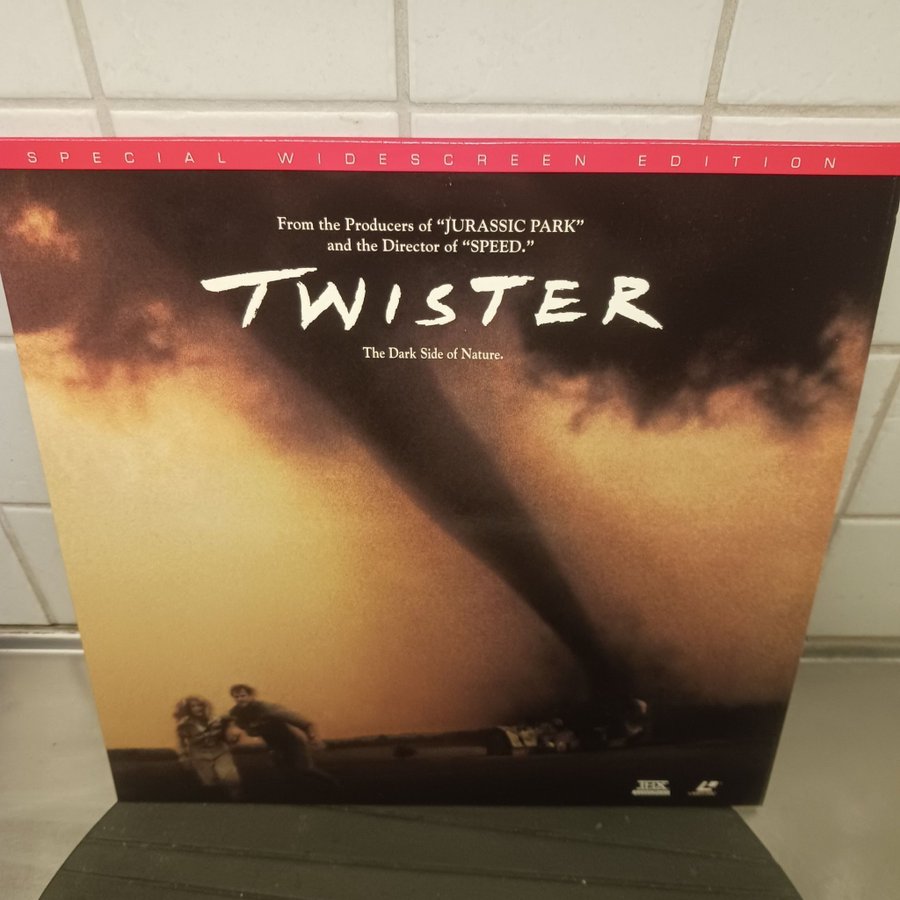 SPECIAL WIDESCREEN EDITION
From the Producers of “JURASSIC PARK”
and the Director of “SPEED.”
TWISTER
The Dark Side of Nature.
THX